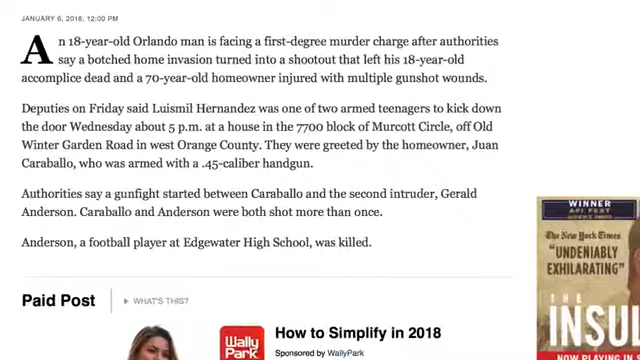 JANUARY 6, 2018, 12:00 PM
An 18-year-old Orlando man is facing a first-degree murder charge after authorities
say a botched home invasion turned into a shootout that left his 18-year-old
accomplice dead and a 70-year-old homeowner injured with multiple gunshot wounds.
Deputies on Friday said Luismil Hernandez was one of two armed teenagers to kick down
the door Wednesday about 5 p.m. at a house in the 7700 block of Murcott Circle, off Old
Winter Garden Road in west Orange County. They were greeted by the homeowner, Juan
Caraballo, who was armed with a .45-caliber handgun.
Authorities say a gunfight started between Caraballo and the second intruder, Gerald
Anderson. Caraballo and Anderson were both shot more than once.
Anderson, a football player at Edgewater High School, was killed.
Paid Post
WHAT'S THIS?
Wally
Park
How to Simplify in 2018
Sponsored by WallyPark
WINNER
AFI FEST
The New York Times
"UNDENIABLY
EXHILARATING"
THE
INSU
NOW PLAYING IN S